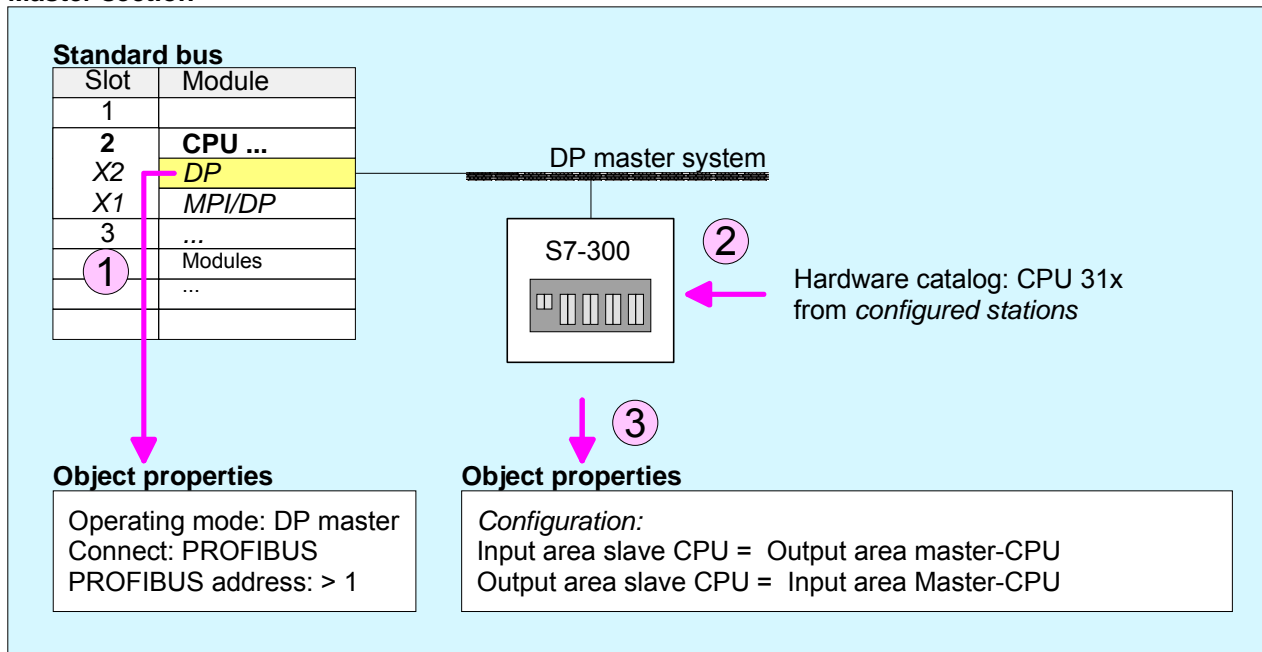 Master section
Standard bus
Slot Module
1
2 CPU ...
X2 DP
X1 MPI/DP
3 ...
Modules
...
1
DP master system
S7-300
2
Hardware catalog: CPU 31x
from configured stations
3
Object properties
Operating mode: DP master
Connect: PROFIBUS
PROFIBUS address: > 1
Object properties
Configuration:
Input area slave CPU = Output area master-CPU
Output area slave CPU = Input area Master-CPU